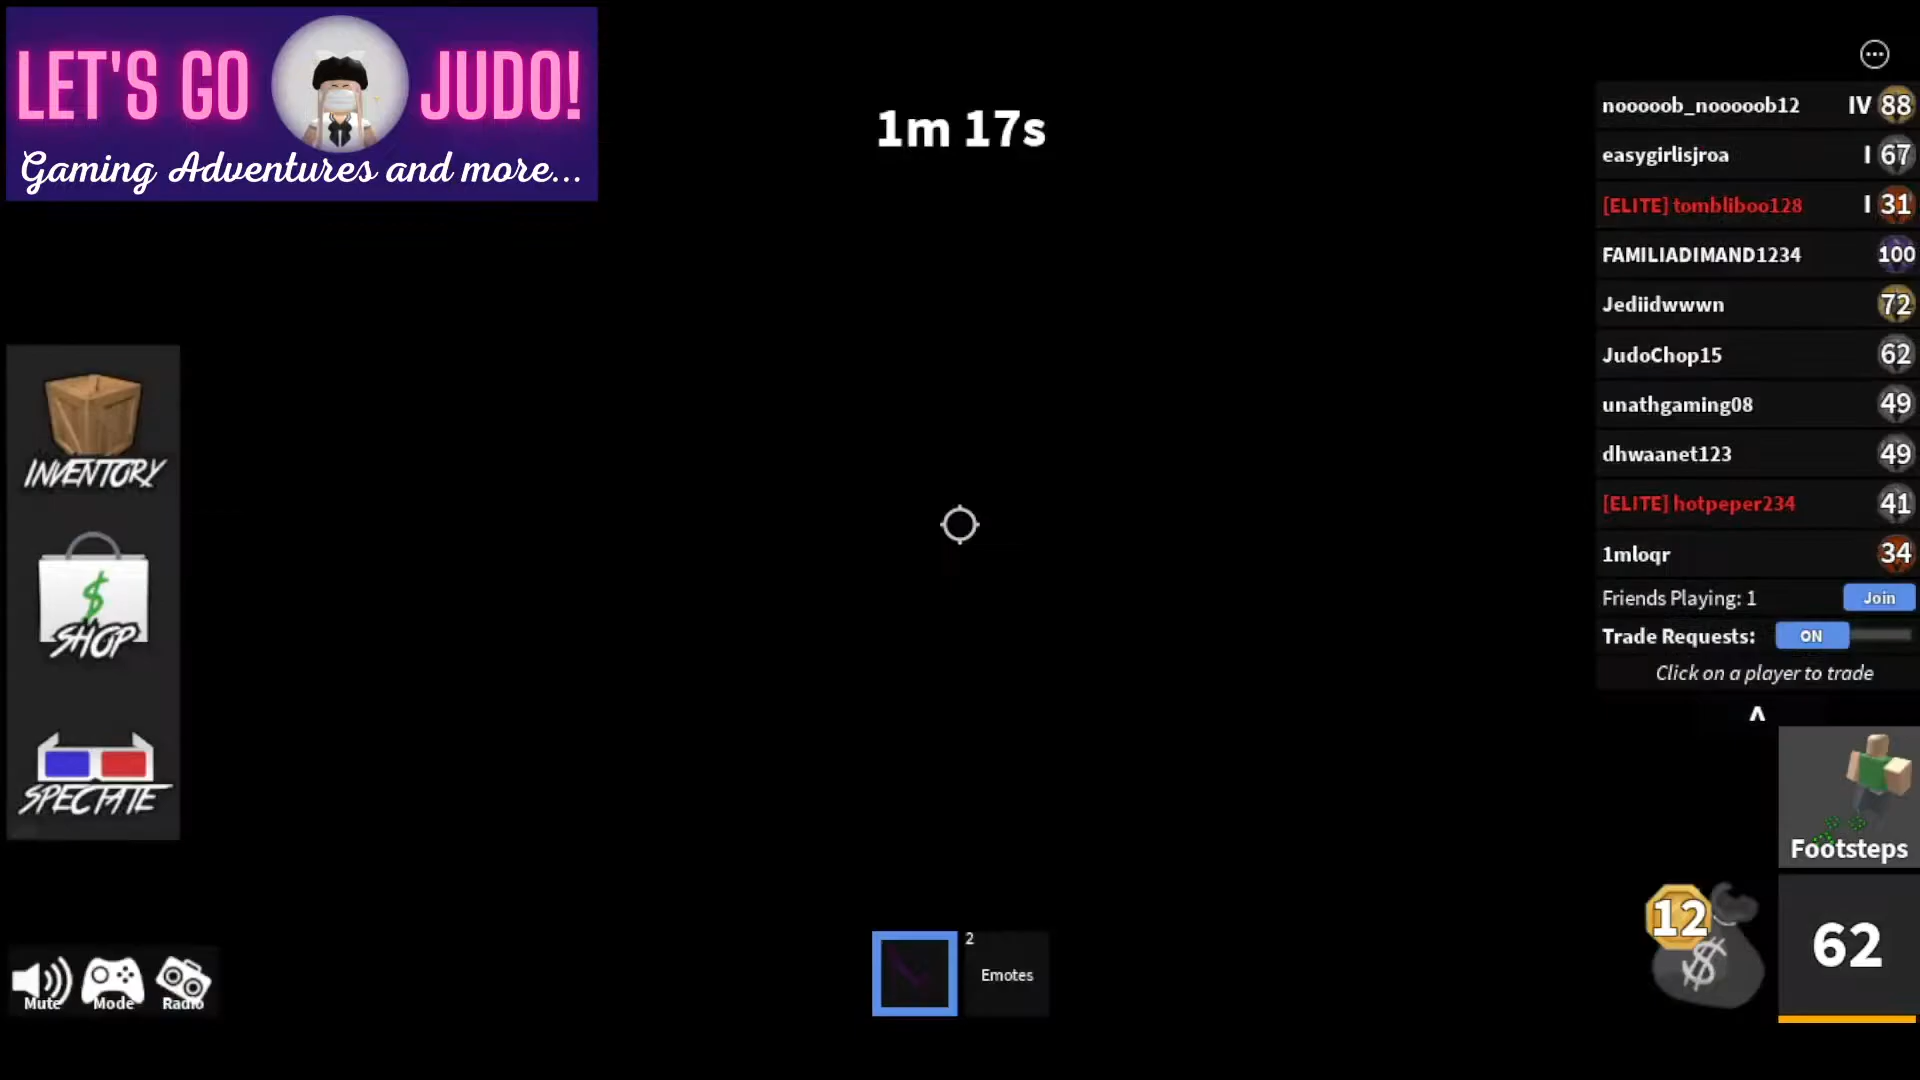 LET'S GO JUDO!
Gaming Adventures and more...
1m 17s
nooooob_nooooob12 IV 88
easygirlisjroa I 67
[ELITE] tombliboo128 I 31
FAMILIADIMAND1234 100
Jediidwwwn 72
JudoChop15 62
unathgaming08 49
dhwaanet123 49
[ELITE] hotpeper234 41
1mloqr 34
Friends Playing: 1 Join
Trade Requests: ON
Click on a player to trade
INVENTORY
$
SHOP
SPECTATE
Footsteps
12
$
62
Mute Mode Radio
2
Emotes